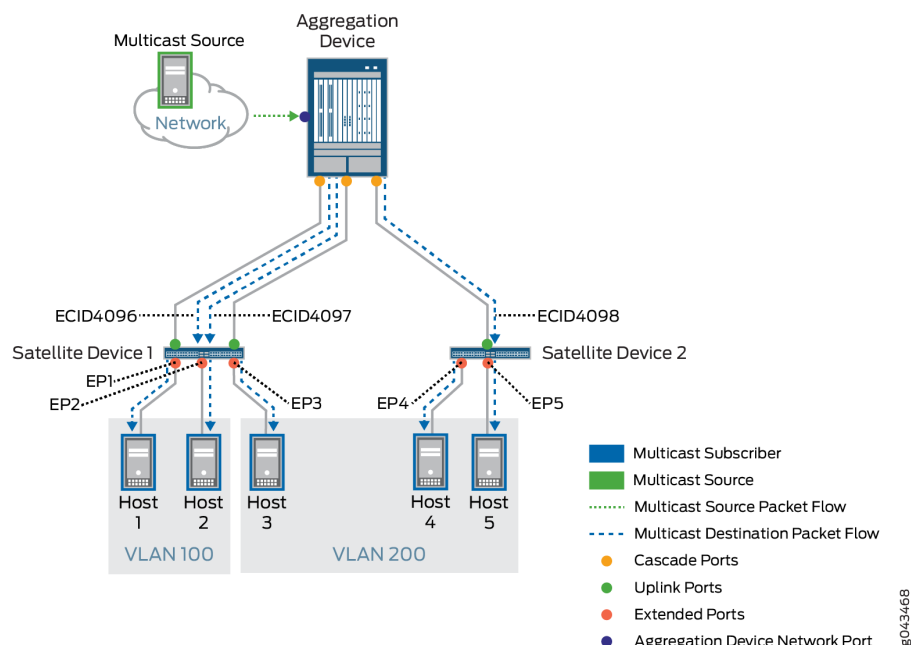 Aggregation
Device
Multicast Source
Network
ECID4096
ECID4097
ECID4098
Satellite Device 1
Satellite Device 2
EP1
EP2
EP3
EP4
EP5
Host
1
Host
2
Host
3
Host
4
Host
5
VLAN 100
VLAN 200
Multicast Subscriber
Multicast Source
Multicast Source Packet Flow
Multicast Destination Packet Flow
Cascade Ports
Uplink Ports
Extended Ports
Aggregation Device Network Port
g043468